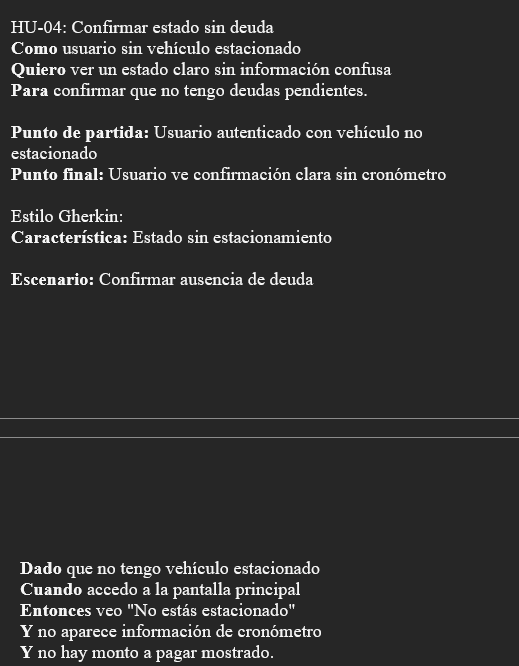 HU-04: Confirmar estado sin deuda
Como usuario sin vehículo estacionado
Quiero ver un estado claro sin información confusa
Para confirmar que no tengo deudas pendientes.
Punto de partida: Usuario autenticado con vehículo no
estacionado
Punto final: Usuario ve confirmación clara sin cronómetro
Estilo Gherkin:
Característica: Estado sin estacionamiento
Escenario: Confirmar ausencia de deuda
Dado que no tengo vehículo estacionado
Cuando accedo a la pantalla principal
Entonces veo "No estás estacionado"
Y no aparece información de cronómetro
Y no hay monto a pagar mostrado.